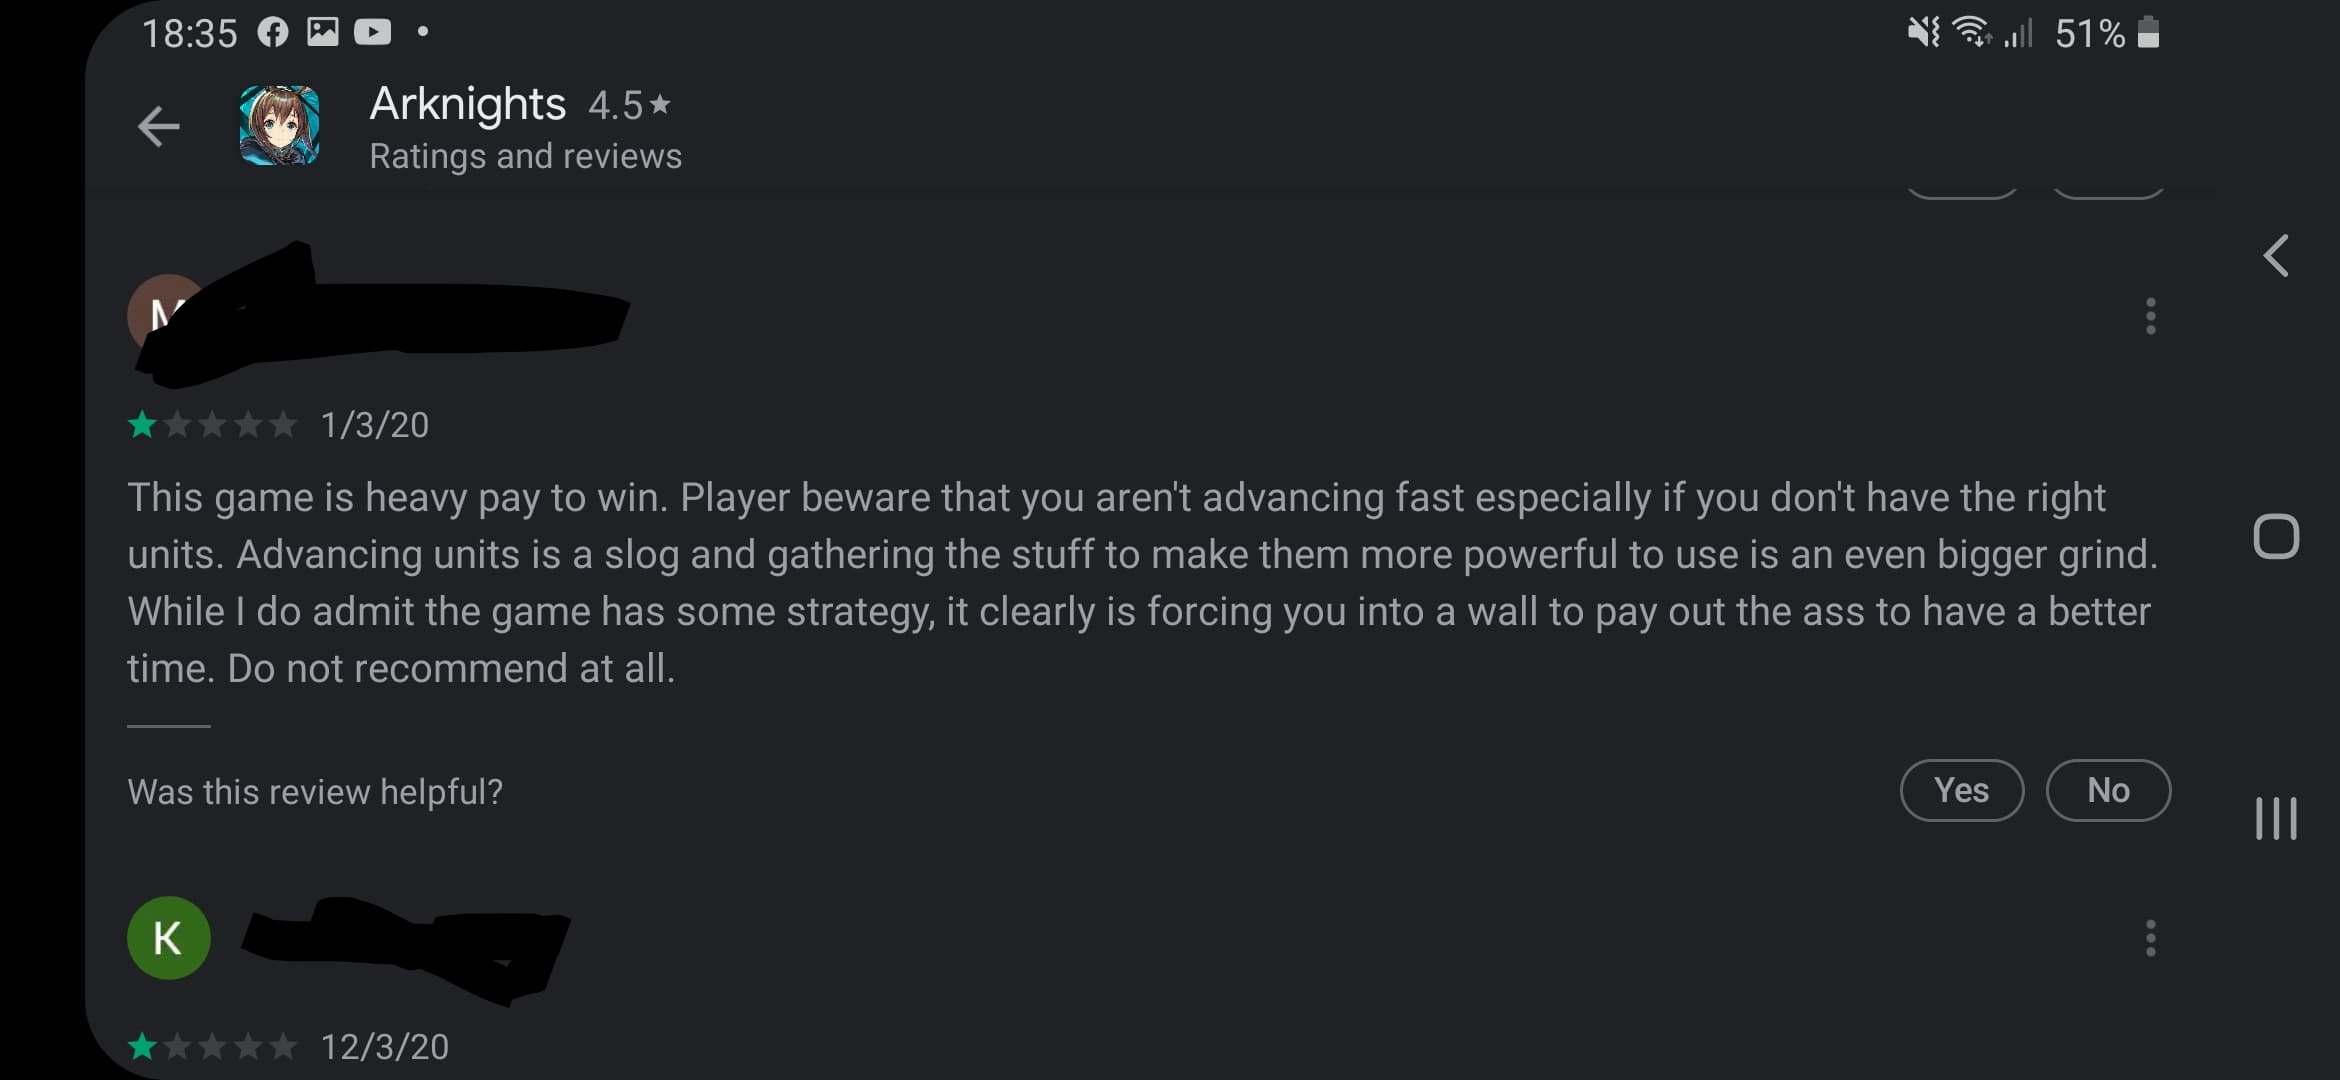 18:35
51%
Arknights 4.5★
Ratings and reviews
1/3/20
This game is heavy pay to win. Player beware that you aren't advancing fast especially if you don't have the right
units. Advancing units is a slog and gathering the stuff to make them more powerful to use is an even bigger grind.
While I do admit the game has some strategy, it clearly is forcing you into a wall to pay out the ass to have a better
time. Do not recommend at all.
Was this review helpful?
Yes
No
K
12/3/20